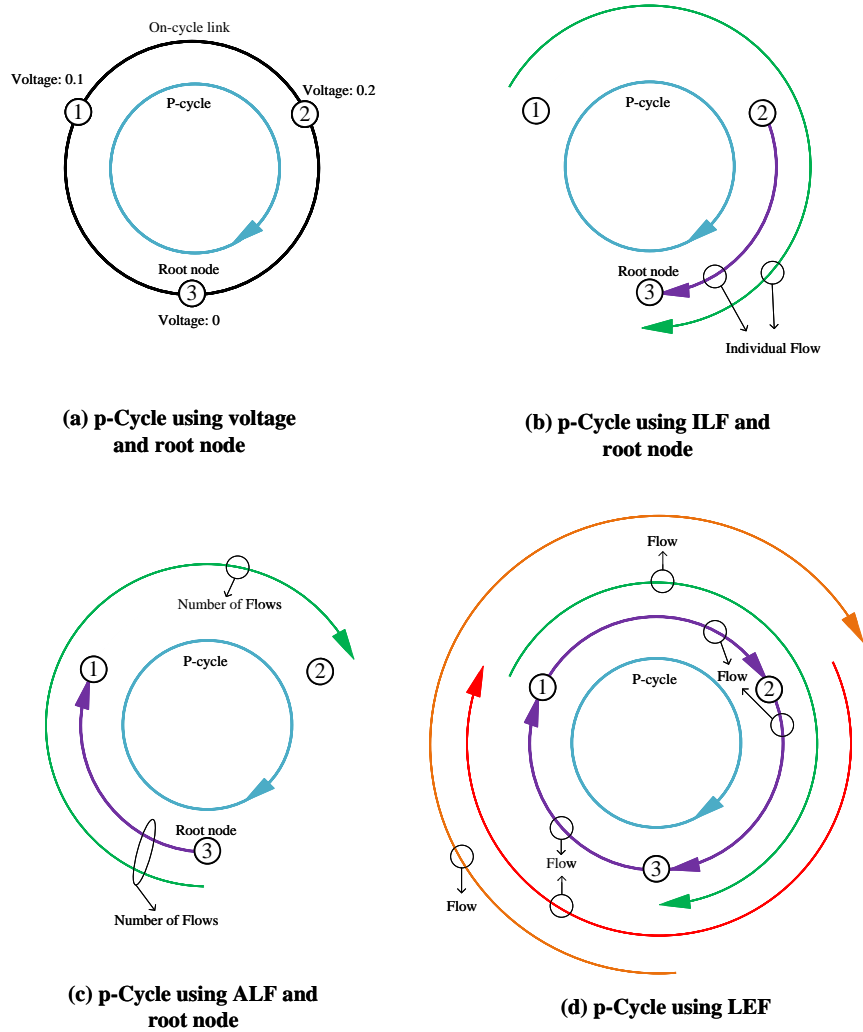 On-cycle link
Voltage: 0.1
Voltage: 0.2
1
P-cycle
2
Root node
3
Voltage: 0
(a) p-Cycle using voltage
and root node
1
P-cycle
2
Root node
3
Individual Flow
(b) p-Cycle using ILF and
root node
Number of Flows
1
P-cycle
2
Root node
3
Number of Flows
(c) p-Cycle using ALF and
root node
Flow
1
P-cycle
Flow
2
Flow
3
Flow
(d) p-Cycle using LEF